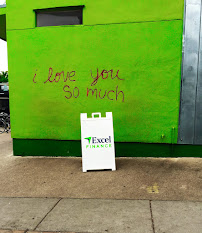 i love you
so much
Excel
FINANCE